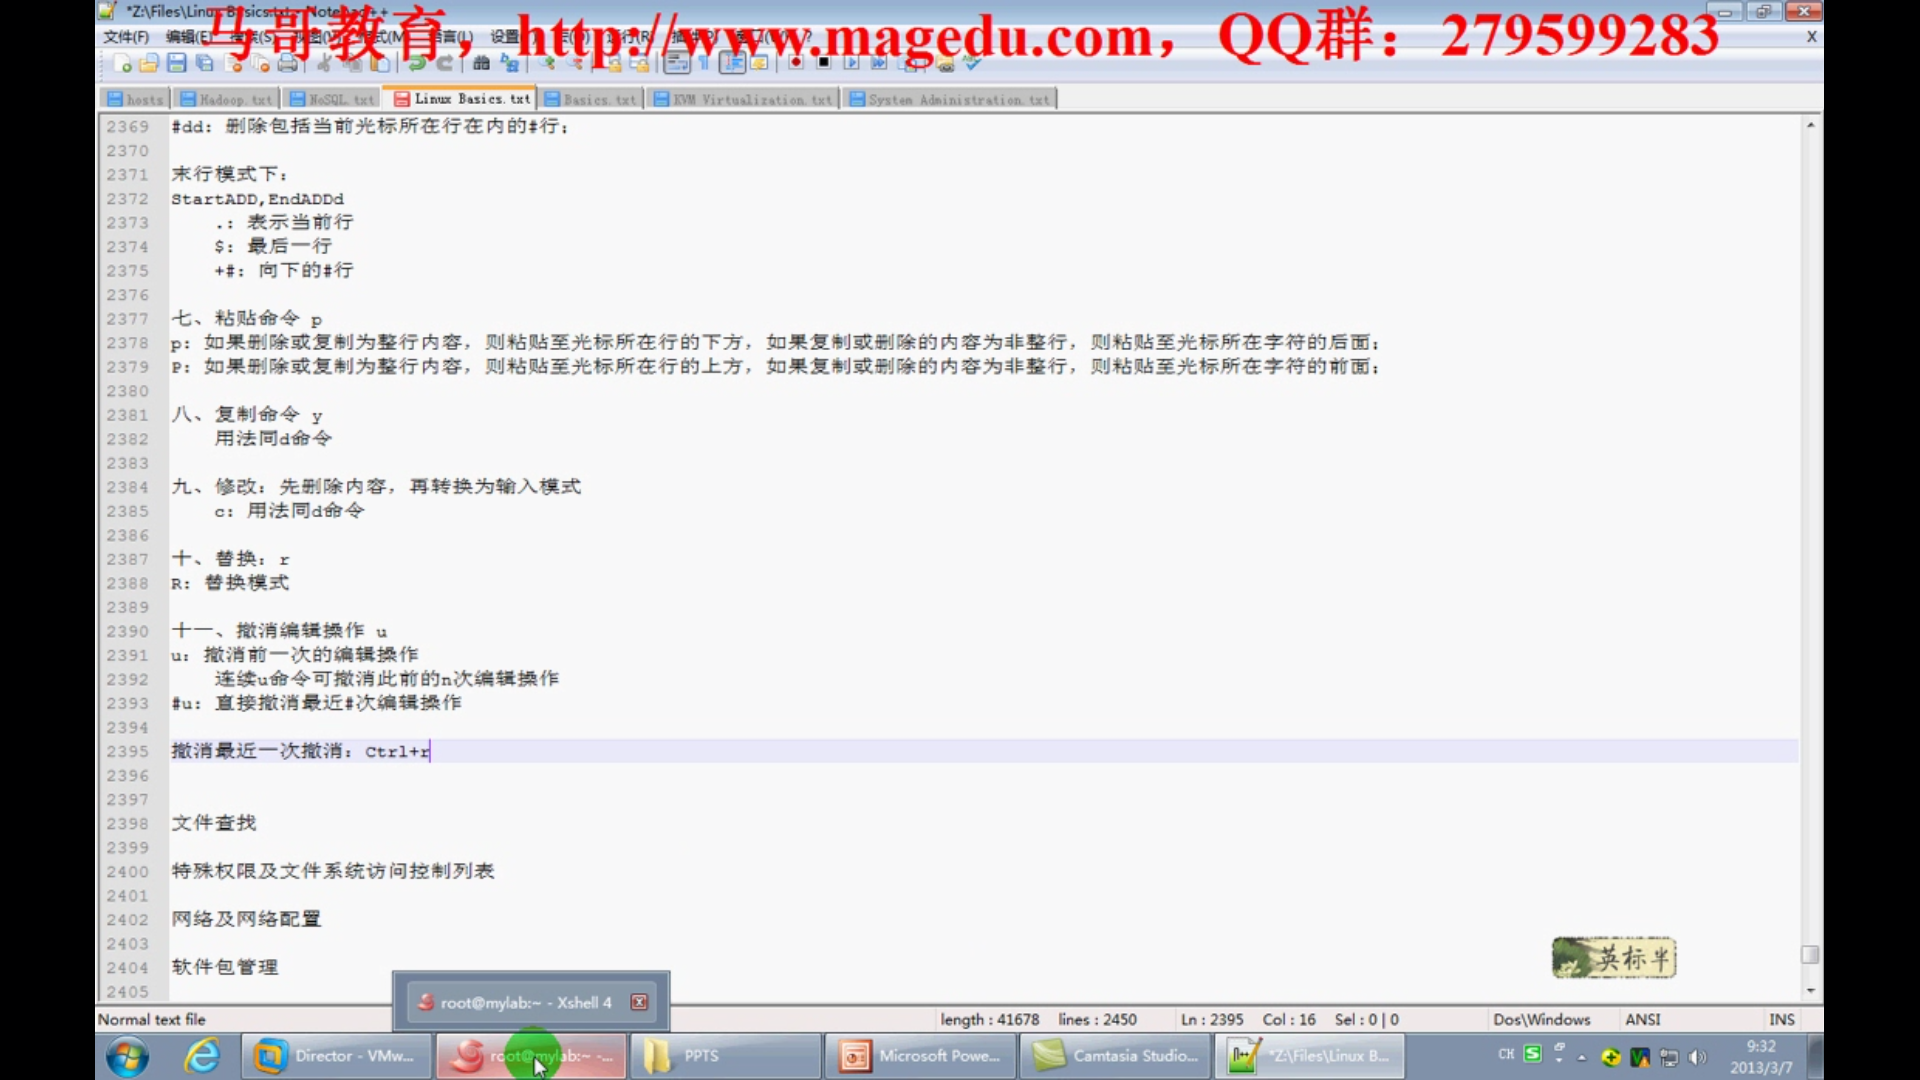 *Z:\Files\Linux Basics.txt - Notepad++
马哥教育，http://www.magedu.com，QQ群：279599283
文件(F) 编辑(E)
hosts Hadoop.txt NoSQL.txt Linux Basics.txt Basics.txt KVM Virtualization.txt System Administration.txt
2369 #dd: 删除包括当前光标所在行在内的#行；
2370
2371 末行模式下：
2372 StartADD,EndADDd
2373 .: 表示当前行
2374 $: 最后一行
2375 +#: 向下的#行
2376
2377 七、粘贴命令 p
2378 p: 如果删除或复制为整行内容，则粘贴至光标所在行的下方，如果复制或删除的内容为非整行，则粘贴至光标所在字符的后面；
2379 P: 如果删除或复制为整行内容，则粘贴至光标所在行的上方，如果复制或删除的内容为非整行，则粘贴至光标所在字符的前面；
2380
2381 八、复制命令 y
2382 用法同d命令
2383
2384 九、修改：先删除内容，再转换为输入模式
2385 c: 用法同d命令
2386
2387 十、替换：r
2388 R: 替换模式
2389
2390 十一、撤消编辑操作 u
2391 u: 撤消前一次的编辑操作
2392 连续u命令可撤消此前的n次编辑操作
2393 #u: 直接撤消最近#次编辑操作
2394
2395 撤消最近一次撤消：Ctrl+r
2396
2397
2398 文件查找
2399
2400 特殊权限及文件系统访问控制列表
2401
2402 网络及网络配置
2403
2404 软件包管理
2405
英标半
root@mylab:~ - Xshell 4
Normal text file length : 41678 lines : 2450 Ln : 2395 Col : 16 Sel : 0 | 0 Dos\Windows ANSI INS
Director - VMw... root@mylab:~ -... PPTS Microsoft Powe... Camtasia Studio... *Z:\Files\Linux B... CH 9:32
2013/3/7